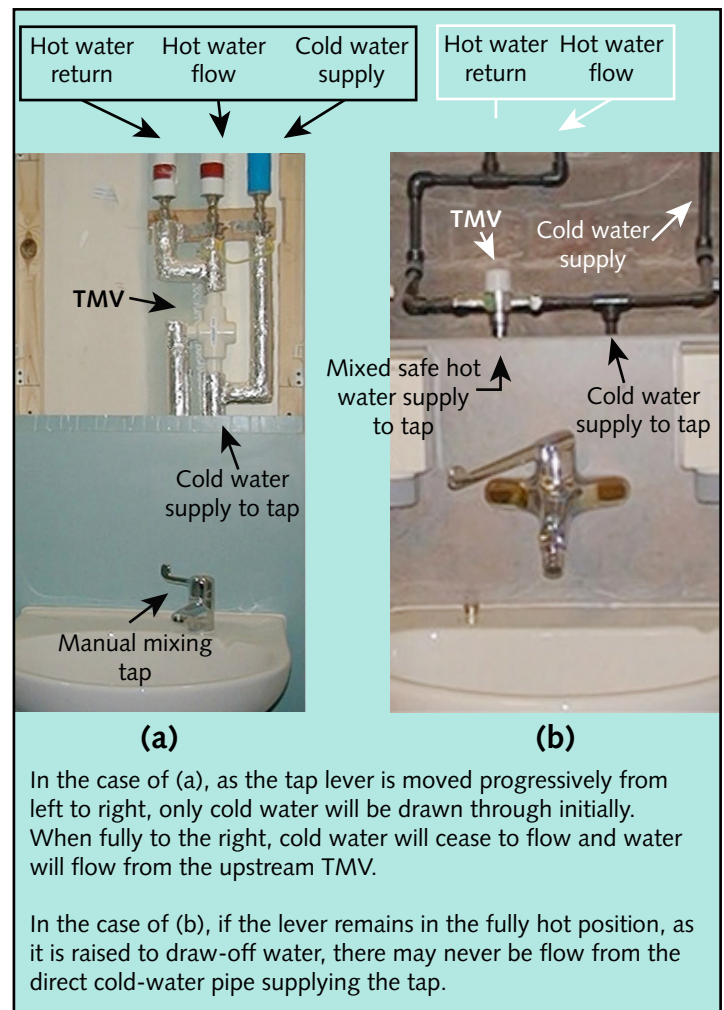 Hot water
return
Hot water
flow
Cold water
supply
Hot water
return
Hot water
flow
TMV
TMV
Cold water
supply
Mixed safe hot
water supply
to tap
Cold water
supply to tap
Cold water
supply to tap
Manual mixing
tap
(a)
(b)
In the case of (a), as the tap lever is moved progressively from
left to right, only cold water will be drawn through initially.
When fully to the right, cold water will cease to flow and water
will flow from the upstream TMV.
In the case of (b), if the lever remains in the fully hot position, as
it is raised to draw-off water, there may never be flow from the
direct cold-water pipe supplying the tap.